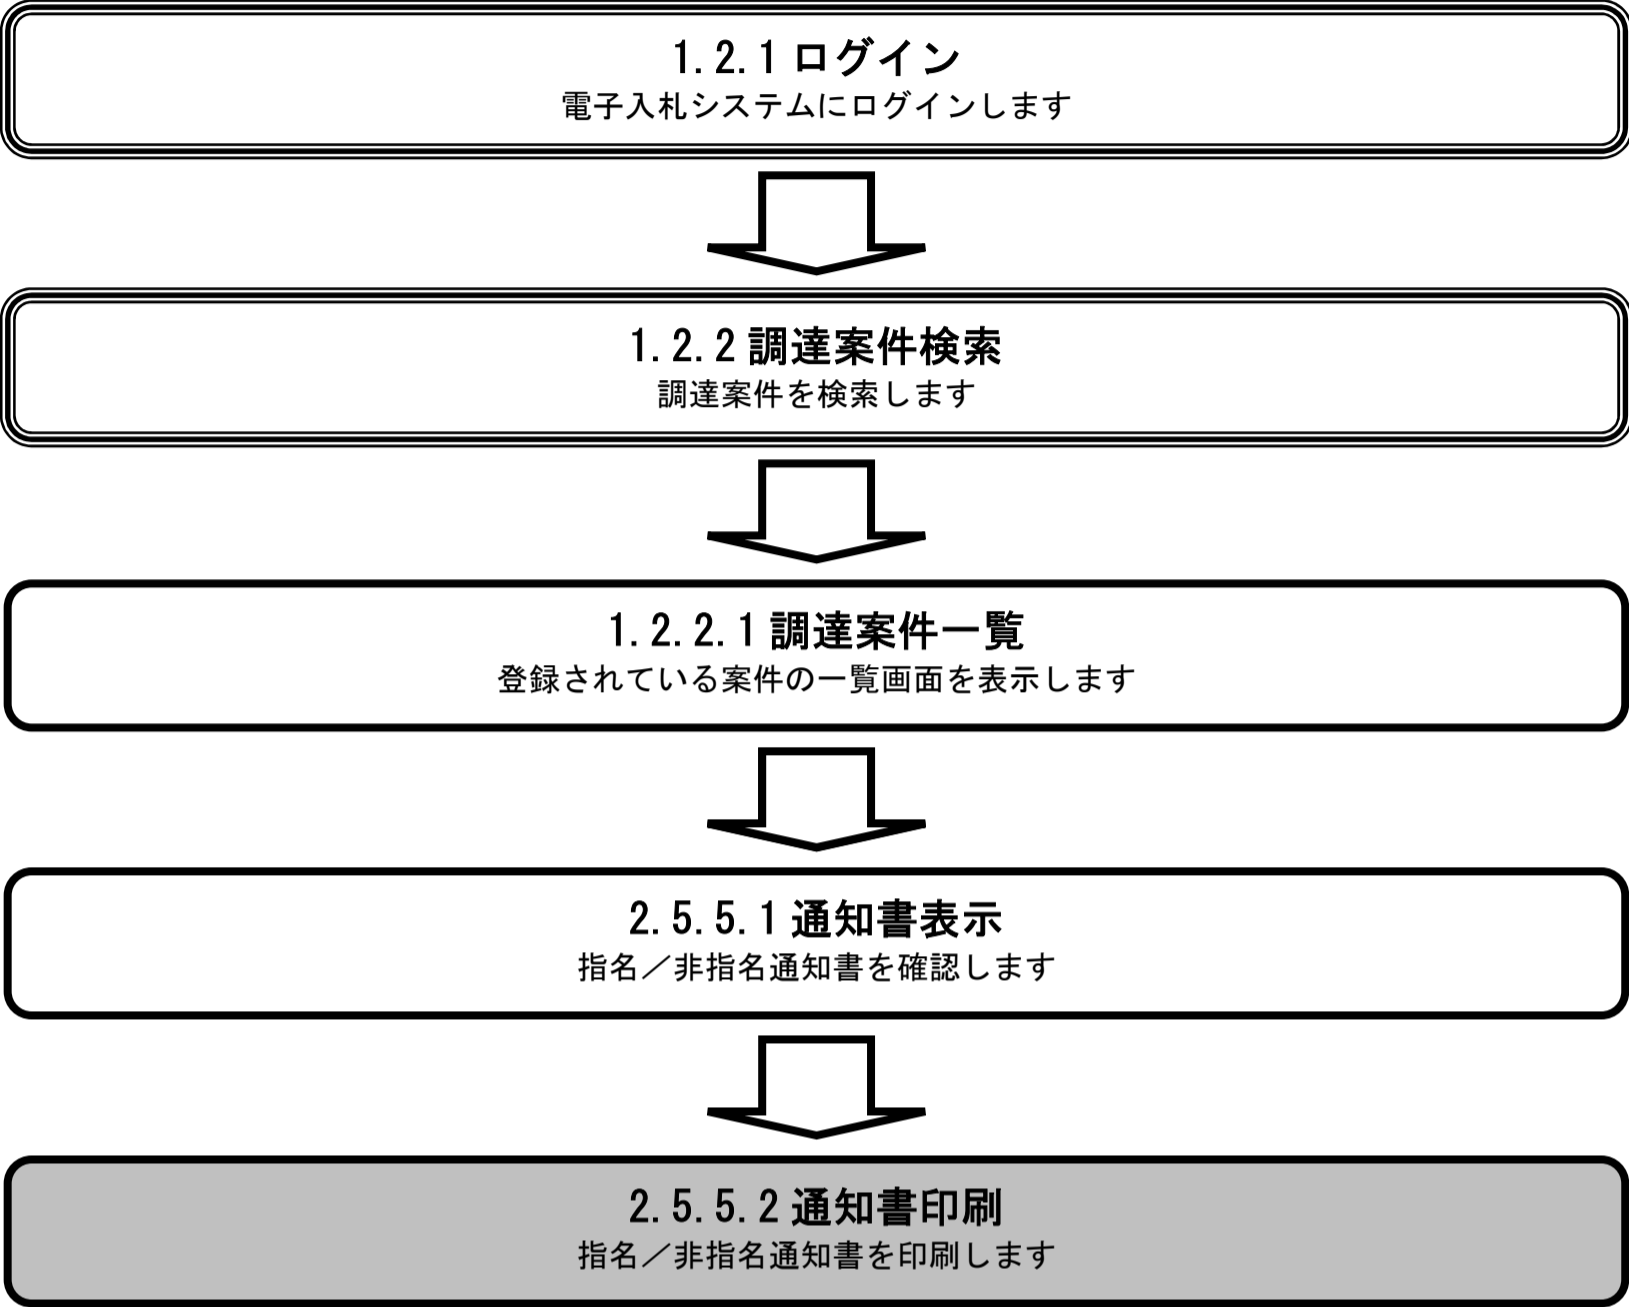 1.2.1 ログイン
電子入札システムにログインします
1.2.2 調達案件検索
調達案件を検索します
1.2.2.1 調達案件一覧
登録されている案件の一覧画面を表示します
2.5.5.1 通知書表示
指名／非指名通知書を確認します
2.5.5.2 通知書印刷
指名／非指名通知書を印刷します